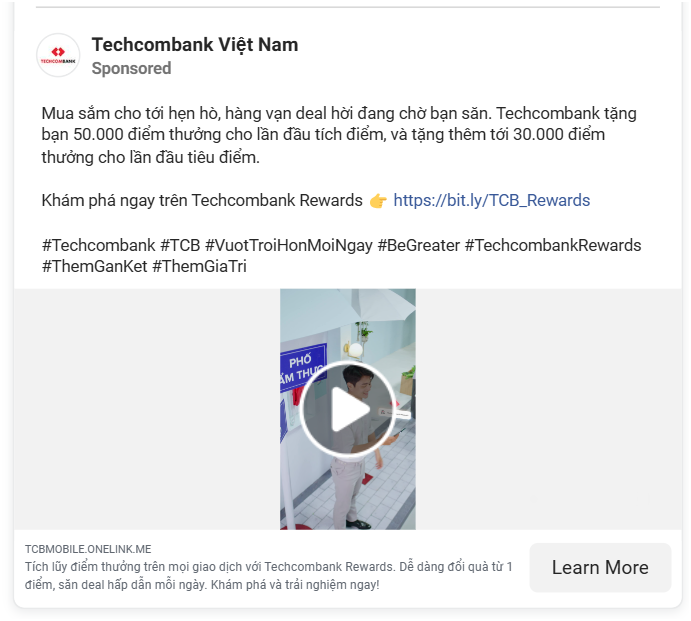 Techcombank Việt Nam
TECHCOMBANK
Sponsored
Mua sắm cho tới hẹn hò, hàng vạn deal hời đang chờ bạn săn. Techcombank tặng
bạn 50.000 điểm thưởng cho lần đầu tích điểm, và tặng thêm tới 30.000 điểm
thưởng cho lần đầu tiêu điểm.
Khám phá ngay trên Techcombank Rewards 👉 https://bit.ly/TCB_Rewards
#Techcombank #TCB #VuotTroiHonMoiNgay #BeGreater #TechcombankRewards
#ThemGanKet #ThemGiaTri
PHỐ
ẨM THỰC
TCBMOBILE.ONELINK.ME
Tích lũy điểm thưởng trên mọi giao dịch với Techcombank Rewards. Dễ dàng đổi quà từ 1
điểm, săn deal hấp dẫn mỗi ngày. Khám phá và trải nghiệm ngay!
Learn More